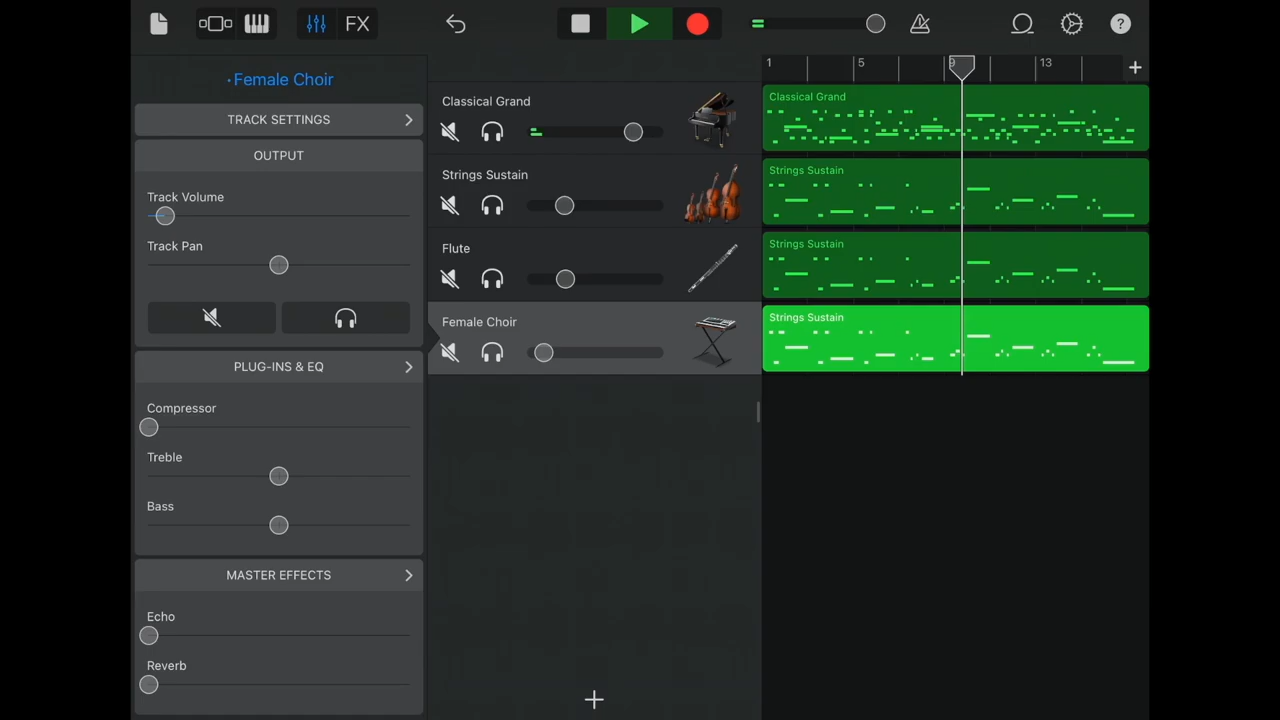 FX
?
Female Choir
TRACK SETTINGS
OUTPUT
Track Volume
Track Pan
PLUG-INS & EQ
Compressor
Treble
Bass
MASTER EFFECTS
Echo
Reverb
Classical Grand
Strings Sustain
Flute
Female Choir
1 5 9 13 +
Classical Grand
Strings Sustain
Strings Sustain
Strings Sustain
+